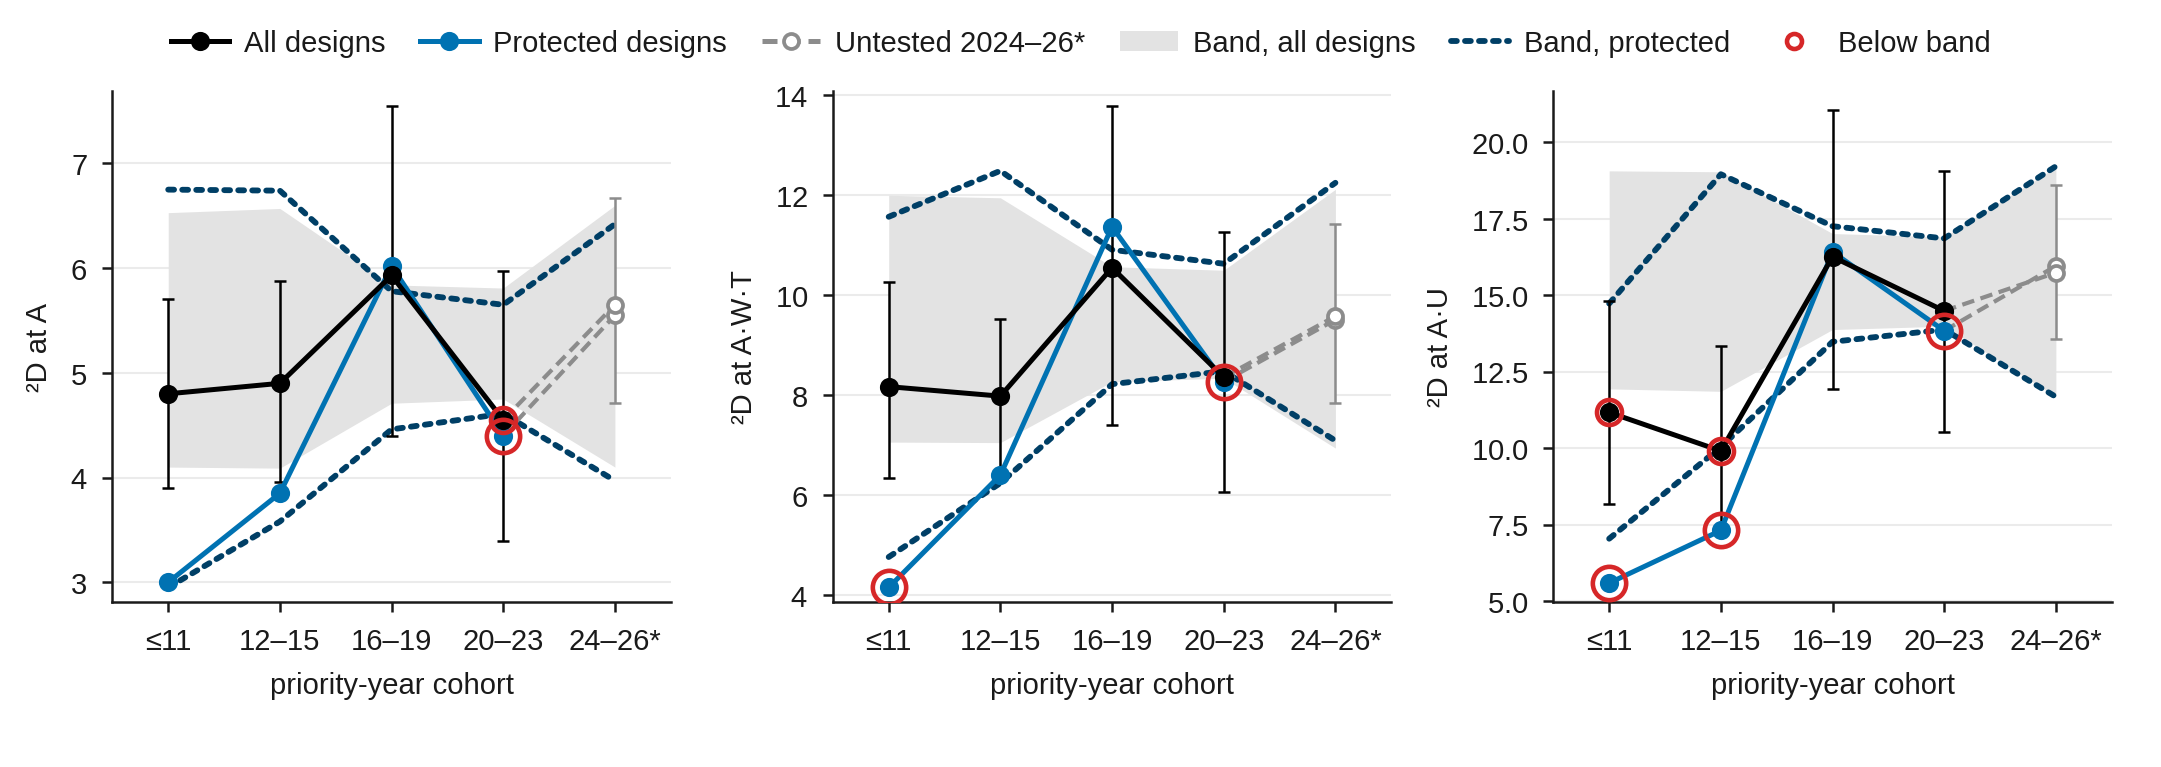 All designs Protected designs Untested 2024–26* Band, all designs Band, protected Below band
²D at A
7
6
5
4
3
≤11 12–15 16–19 20–23 24–26*
priority-year cohort
²D at A·W·T
14
12
10
8
6
4
≤11 12–15 16–19 20–23 24–26*
priority-year cohort
²D at A·U
20.0
17.5
15.0
12.5
10.0
7.5
5.0
≤11 12–15 16–19 20–23 24–26*
priority-year cohort